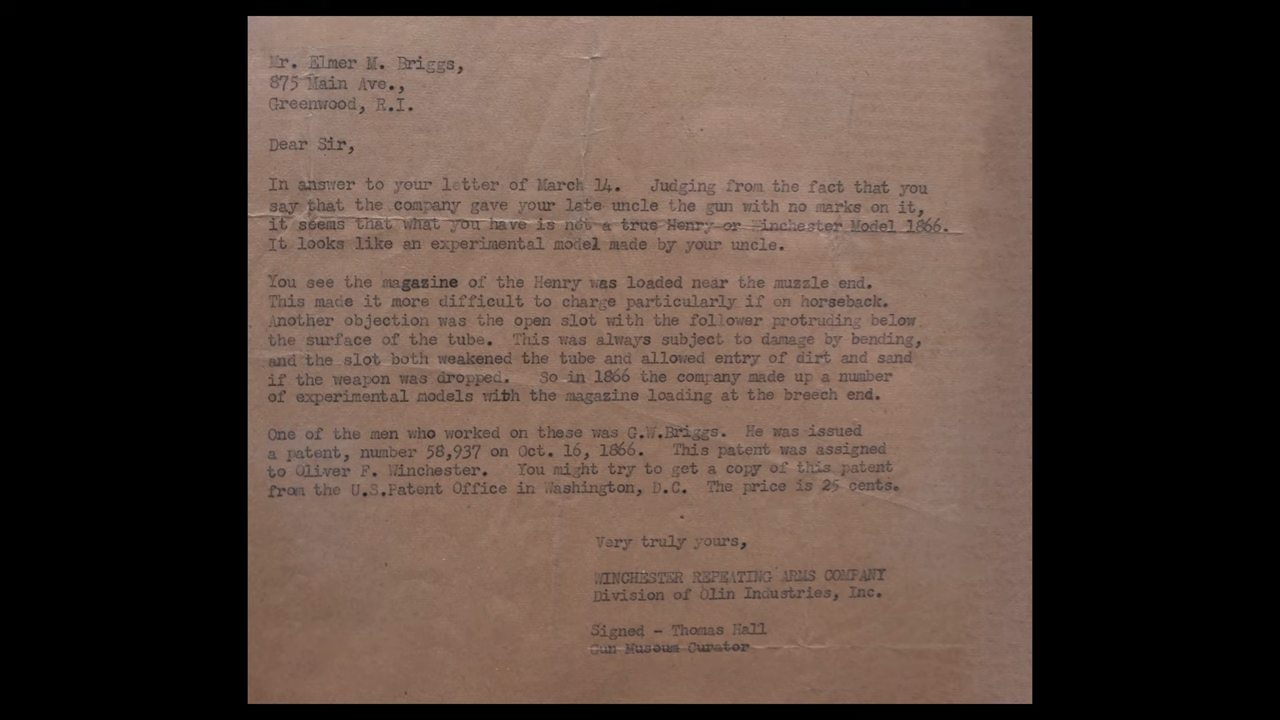 Mr. Elmer M. Briggs,
875 Main Ave.,
Greenwood, R.I.
Dear Sir,
In answer to your letter of March 14. Judging from the fact that you
say that the company gave your late uncle the gun with no marks on it,
it seems that what you have is not a true Henry or Winchester Model 1866.
It looks like an experimental model made by your uncle.
You see the magazine of the Henry was loaded near the muzzle end.
This made it more difficult to charge particularly if on horseback.
Another objection was the open slot with the follower protruding below
the surface of the tube. This was always subject to damage by bending,
and the slot both weakened the tube and allowed entry of dirt and sand
if the weapon was dropped. So in 1866 the company made up a number
of experimental models with the magazine loading at the breech end.
One of the men who worked on these was G.W.Briggs. He was issued
a patent, number 58,937 on Oct. 16, 1866. This patent was assigned
to Oliver F. Winchester. You might try to get a copy of this patent
from the U.S.Patent Office in Washington, D.C. The price is 25 cents.
Very truly yours,
WINCHESTER REPEATING ARMS COMPANY
Division of Olin Industries, Inc.
Signed - Thomas Hall
Gun Museum Curator